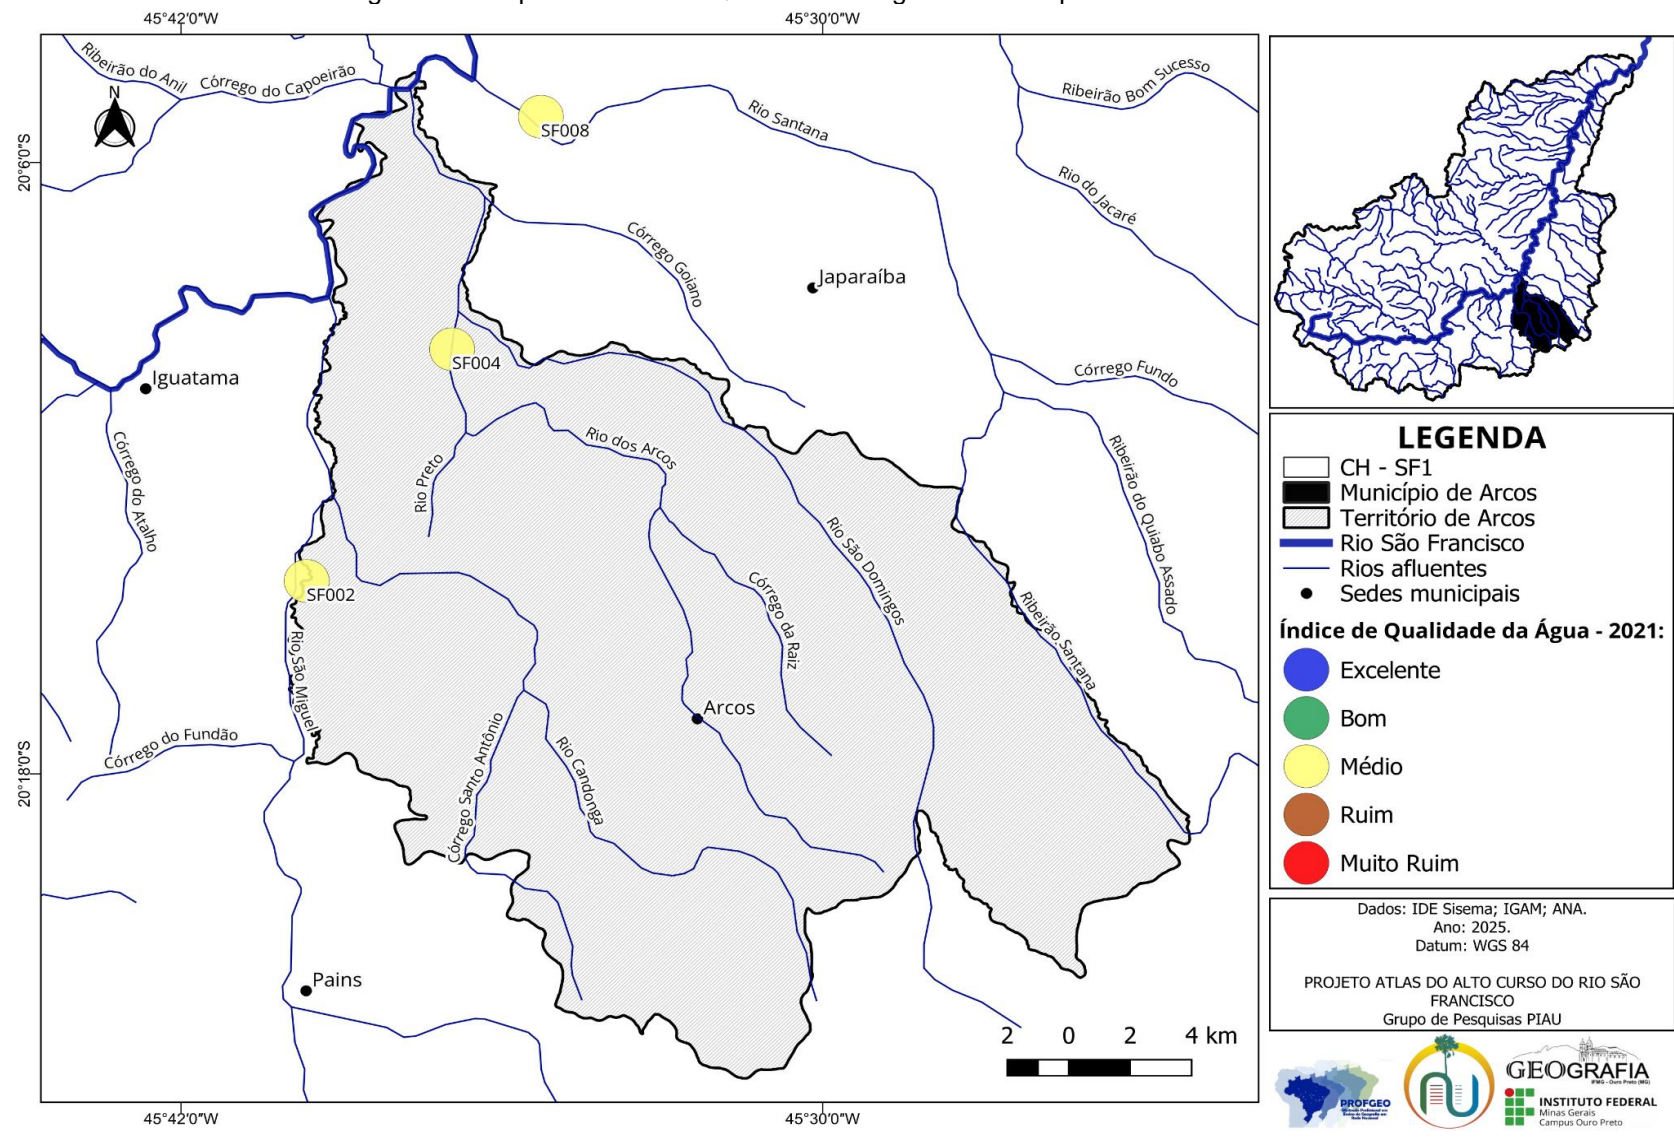 45°42'0"W
45°30'0"W
20°6'0"S
20°18'0"S
N
Ribeirão do Anil
Córrego do Capoeirão
SF008
Rio Santana
Ribeirão Bom Sucesso
Rio do Jacaré
Córrego Goiano
Japaraíba
Iguatama
SF004
Córrego Fundo
Córrego do Atalho
Rio Preto
Rio dos Arcos
Ribeirão do Quiabo Assado
Rio São Domingos
SF002
Córrego da Raiz
Ribeirão Santana
Rio São Miguel
Arcos
Córrego do Fundão
Córrego Santo Antônio
Rio Candonga
Pains
2 0 2 4 km
45°42'0"W
45°30'0"W
LEGENDA
CH - SF1
Município de Arcos
Território de Arcos
Rio São Francisco
Rios afluentes
Sedes municipais
Índice de Qualidade da Água - 2021:
Excelente
Bom
Médio
Ruim
Muito Ruim
Dados: IDE Sisema; IGAM; ANA.
Ano: 2025.
Datum: WGS 84
PROJETO ATLAS DO ALTO CURSO DO RIO SÃO
FRANCISCO
Grupo de Pesquisas PIAU
PROFGEO
GEOGRAFIA
IFMG - Ouro Preto (MG)
INSTITUTO FEDERAL
Minas Gerais
Campus Ouro Preto